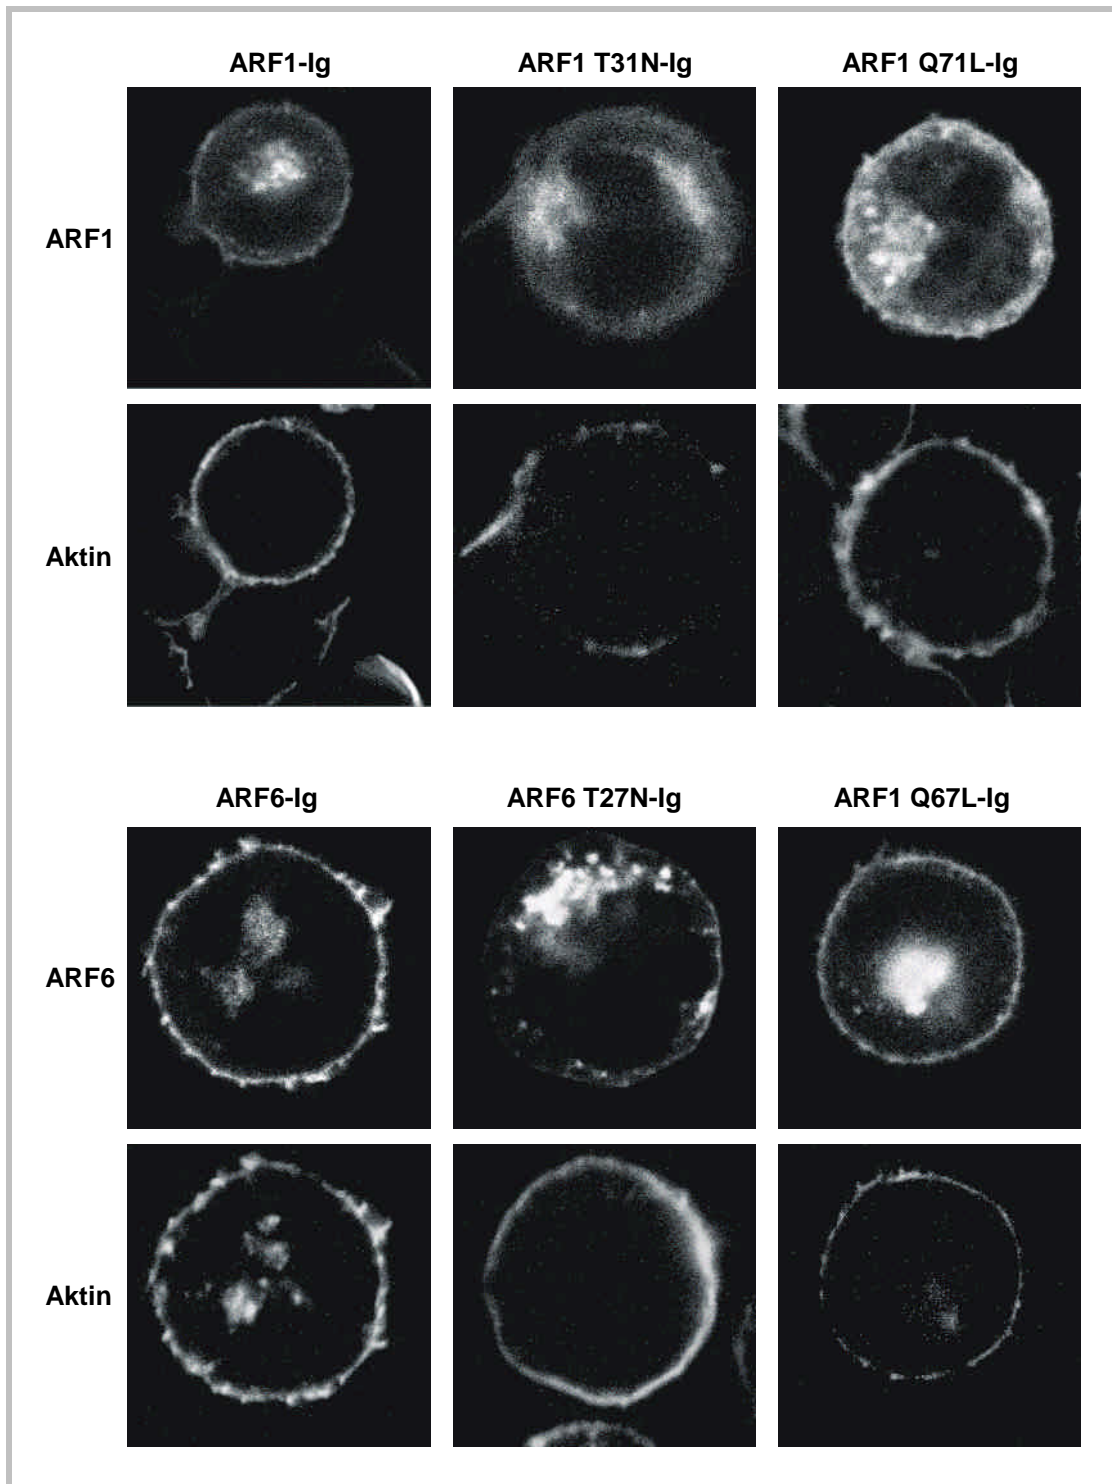 ARF1-Ig ARF1 T31N-Ig ARF1 Q71L-Ig
ARF1
Aktin
ARF6-Ig ARF6 T27N-Ig ARF1 Q67L-Ig
ARF6
Aktin